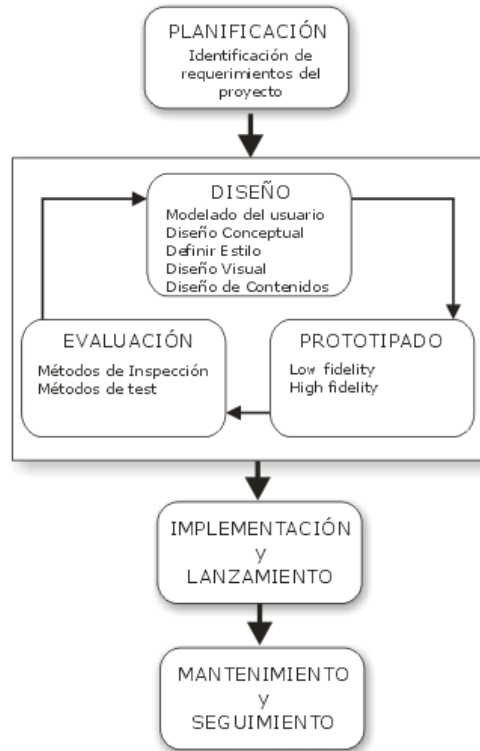 PLANIFICACIÓN
Identificación de
requerimientos del
proyecto
DISEÑO
Modelado del usuario
Diseño Conceptual
Definir Estilo
Diseño Visual
Diseño de Contenidos
EVALUACIÓN
Métodos de Inspección
Métodos de test
PROTOTIPADO
Low fidelity
High fidelity
IMPLEMENTACIÓN
y
LANZAMIENTO
MANTENIMIENTO
y
SEGUIMIENTO